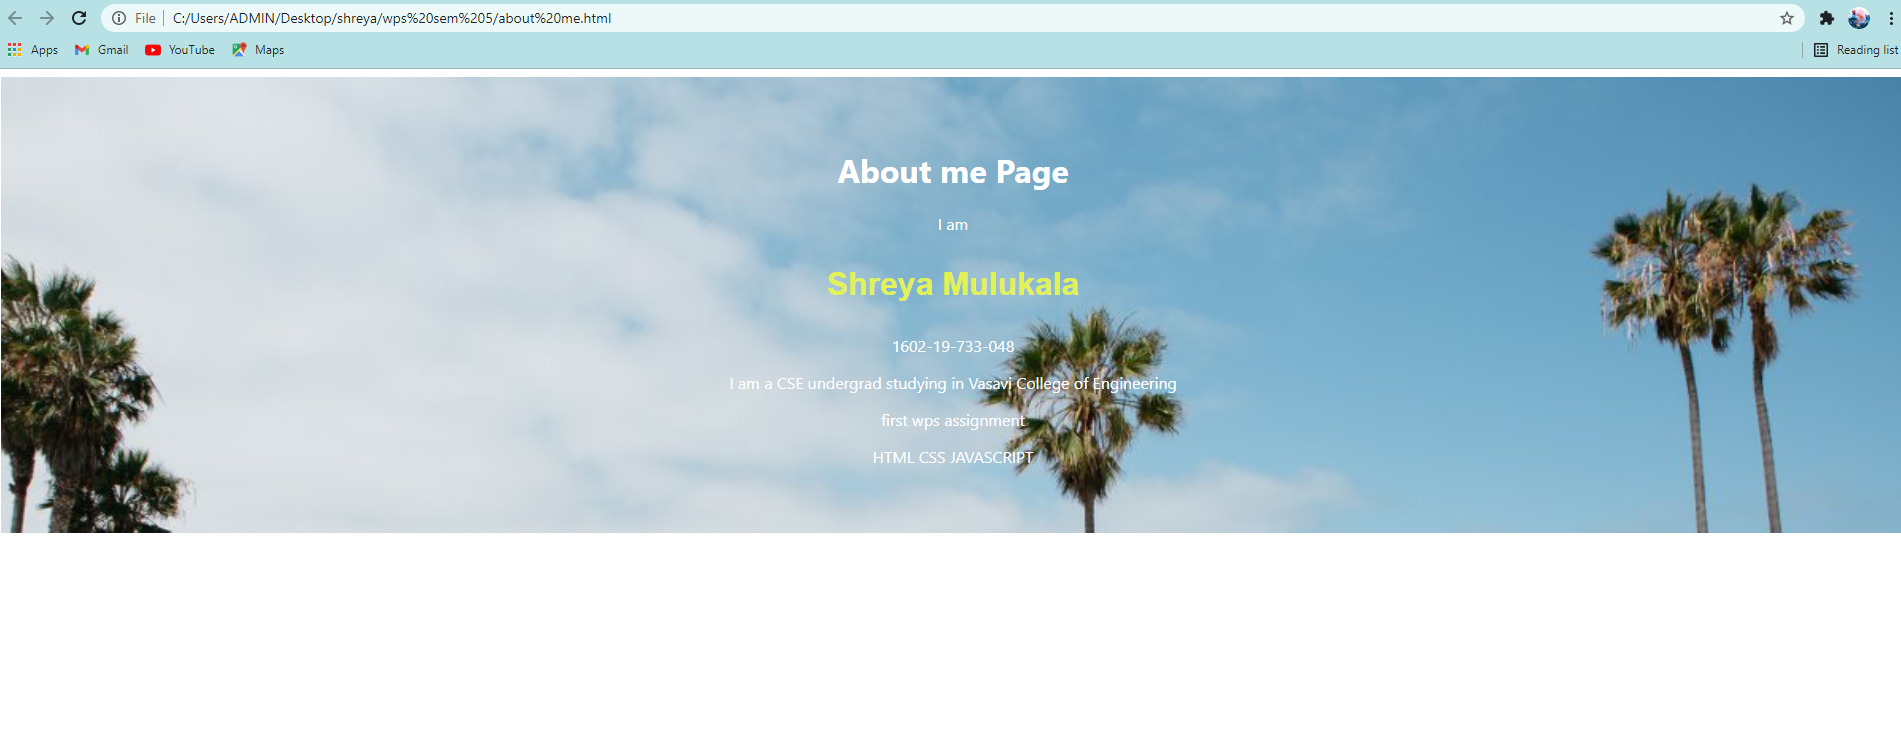 File C:/Users/ADMIN/Desktop/shreya/wps%20sem%205/about%20me.html
Apps Gmail YouTube Maps Reading list
About me Page
I am
Shreya Mulukala
1602-19-733-048
I am a CSE undergrad studying in Vasavi College of Engineering
first wps assignment
HTML CSS JAVASCRIPT